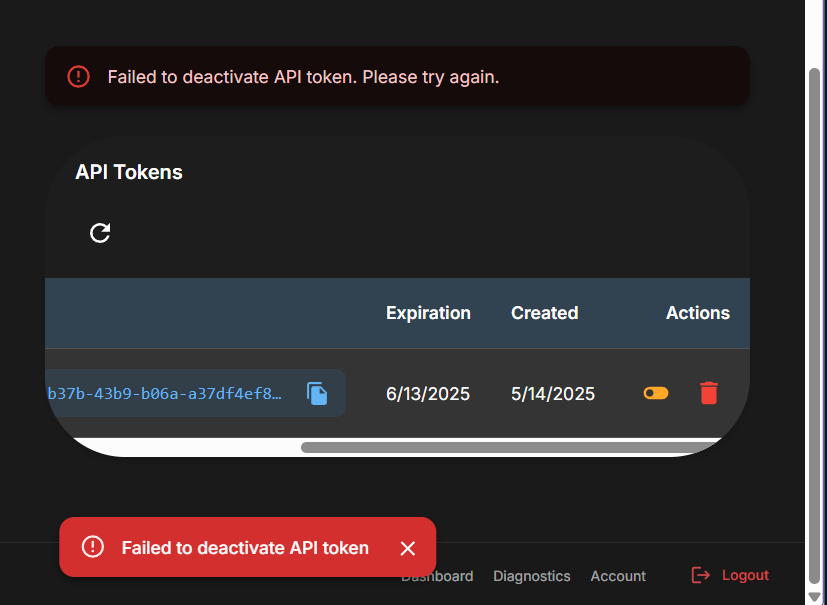 Failed to deactivate API token. Please try again.
API Tokens
Expiration Created Actions
b37b-43b9-b06a-a37df4ef8… 6/13/2025 5/14/2025
Failed to deactivate API token
Dashboard Diagnostics Account Logout